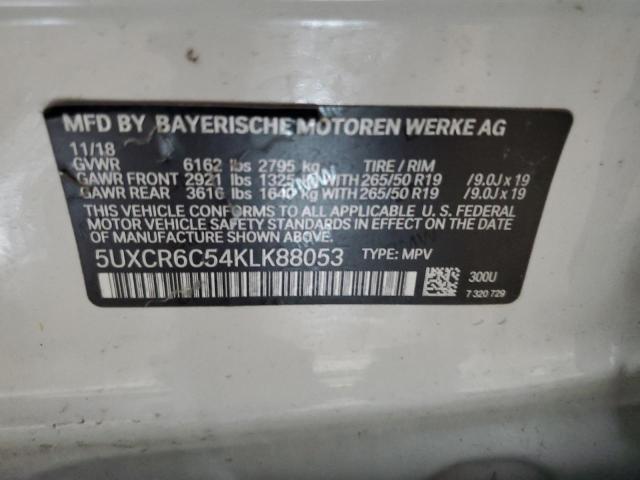 MFD BY BAYERISCHE MOTOREN WERKE AG
11/18
GVWR 6162 lbs 2795 kg TIRE / RIM
GAWR FRONT 2921 lbs 1325 WITH 265/50 R19 /9.0J x 19
GAWR REAR 3616 lbs 1640 kg WITH 265/50 R19 /9.0J x 19
THIS VEHICLE CONFORMS TO ALL APPLICABLE U. S. FEDERAL
MOTOR VEHICLE SAFETY STANDARDS IN EFFECT ON THE DATE
OF MANUFACTURE SHOWN ABOVE.
5UXCR6C54KLK88053 TYPE: MPV
300U
7 320 729